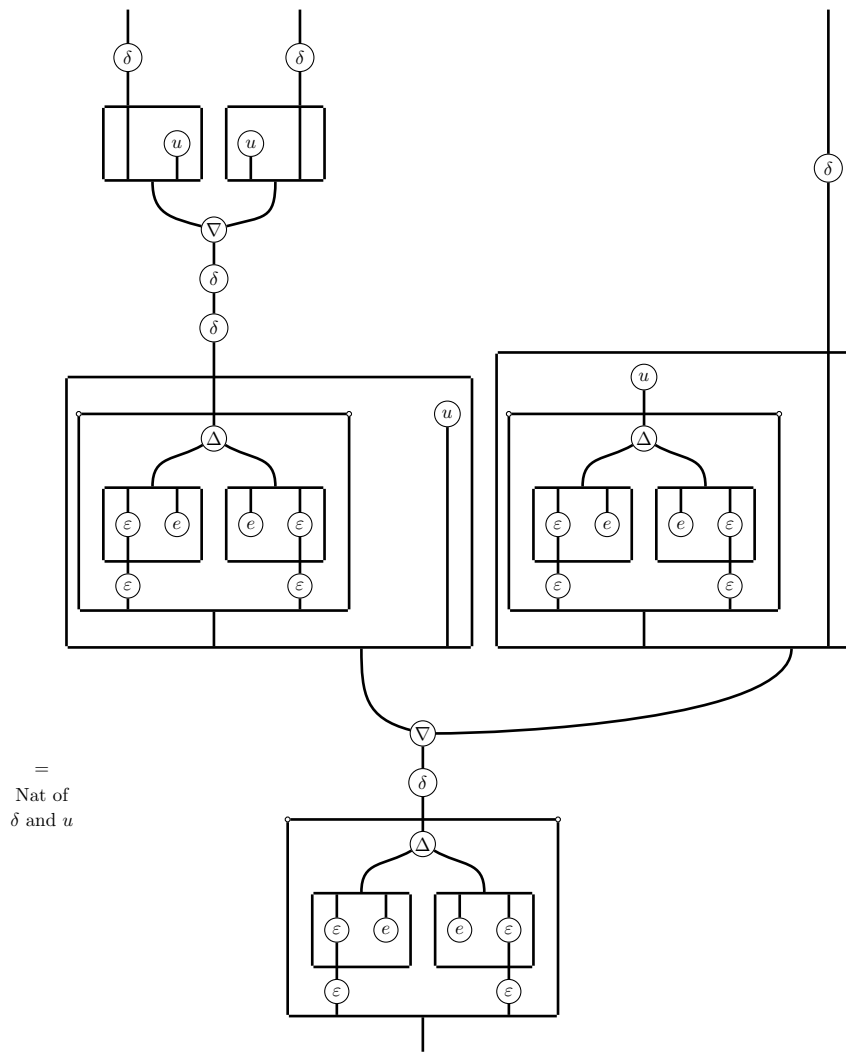 δ δ
u u
δ
∇
δ
δ
u
u
Δ Δ
ε e e ε ε e e ε
ε ε ε ε
∇
=
δ
Nat of
δ and u
Δ
ε e e ε
ε ε